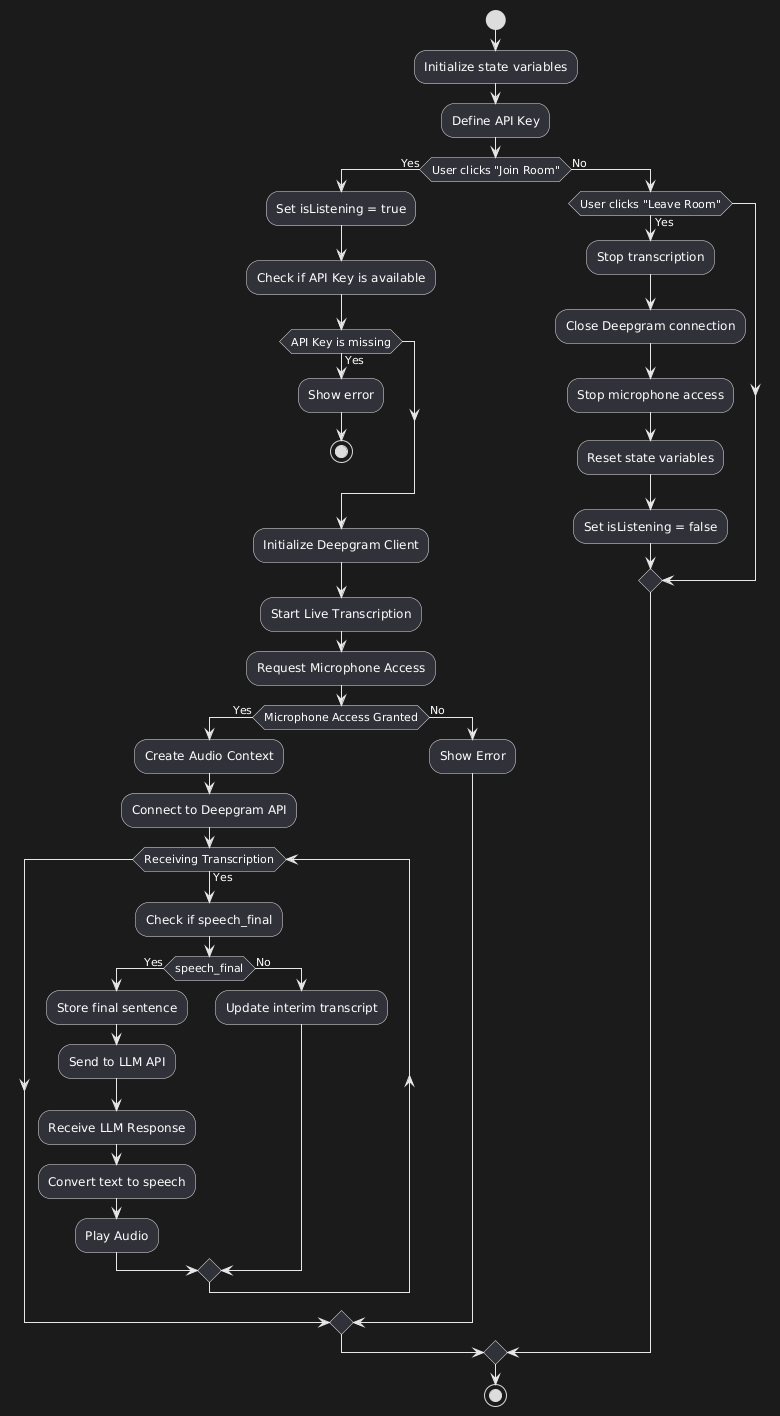 Initialize state variables
Define API Key
Yes
User clicks "Join Room"
No
Set isListening = true
User clicks "Leave Room"
Yes
Stop transcription
Check if API Key is available
Close Deepgram connection
API Key is missing
Yes
Show error
Stop microphone access
Reset state variables
Set isListening = false
Initialize Deepgram Client
Start Live Transcription
Request Microphone Access
Yes
Microphone Access Granted
No
Create Audio Context
Show Error
Connect to Deepgram API
Receiving Transcription
Yes
Check if speech_final
Yes
speech_final
No
Store final sentence
Update interim transcript
Send to LLM API
Receive LLM Response
Convert text to speech
Play Audio